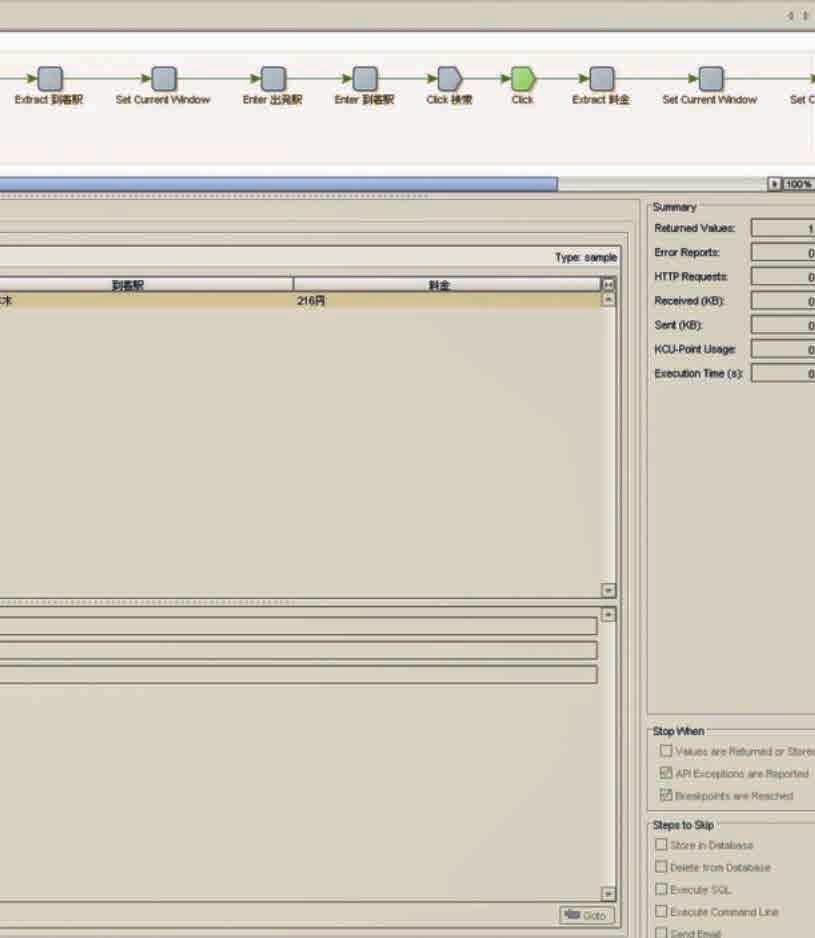 Extract 到着駅
Set Current Window
Enter 出発駅
Enter 到着駅
Click 検索
Click
Extract 料金
Set Current Window
Set C
100%
Type: sample
到着駅
料金
木
216円
Goto
Summary
Returned Values: 1
Error Reports: 0
HTTP Requests: 0
Received (KB): 0
Sent (KB): 0
KCU-Point Usage: 0
Execution Time (s): 0
Stop When
Values are Returned or Stored
API Exceptions are Reported
Breakpoints are Reached
Steps to Skip
Store in Database
Delete from Database
Execute SQL
Execute Command Line
Send Email